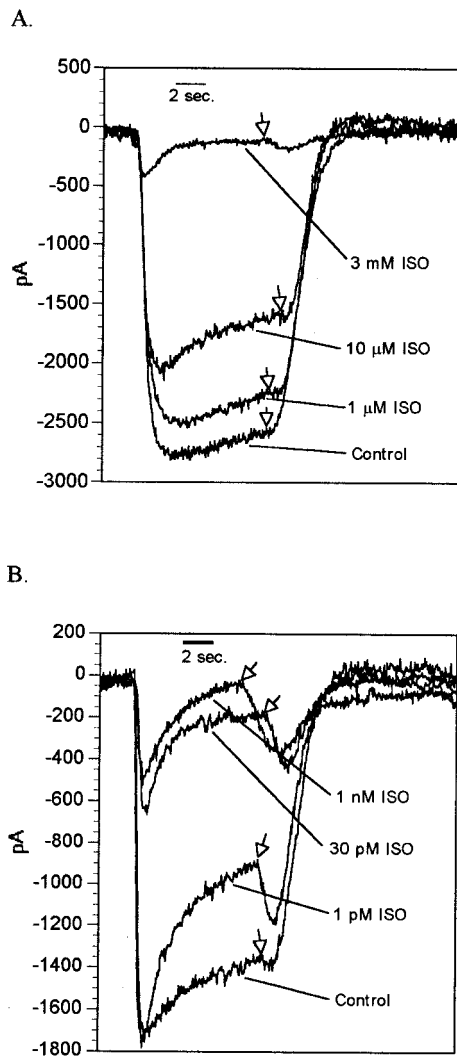 A.
500
2 sec.
0
-500
-1000
3 mM ISO
pA
-1500
10 µM ISO
-2000
1 µM ISO
-2500
Control
-3000
B.
200
2 sec.
0
-200
-400
1 nM ISO
-600
30 pM ISO
-800
pA
-1000
1 pM ISO
-1200
-1400
Control
-1600
-1800